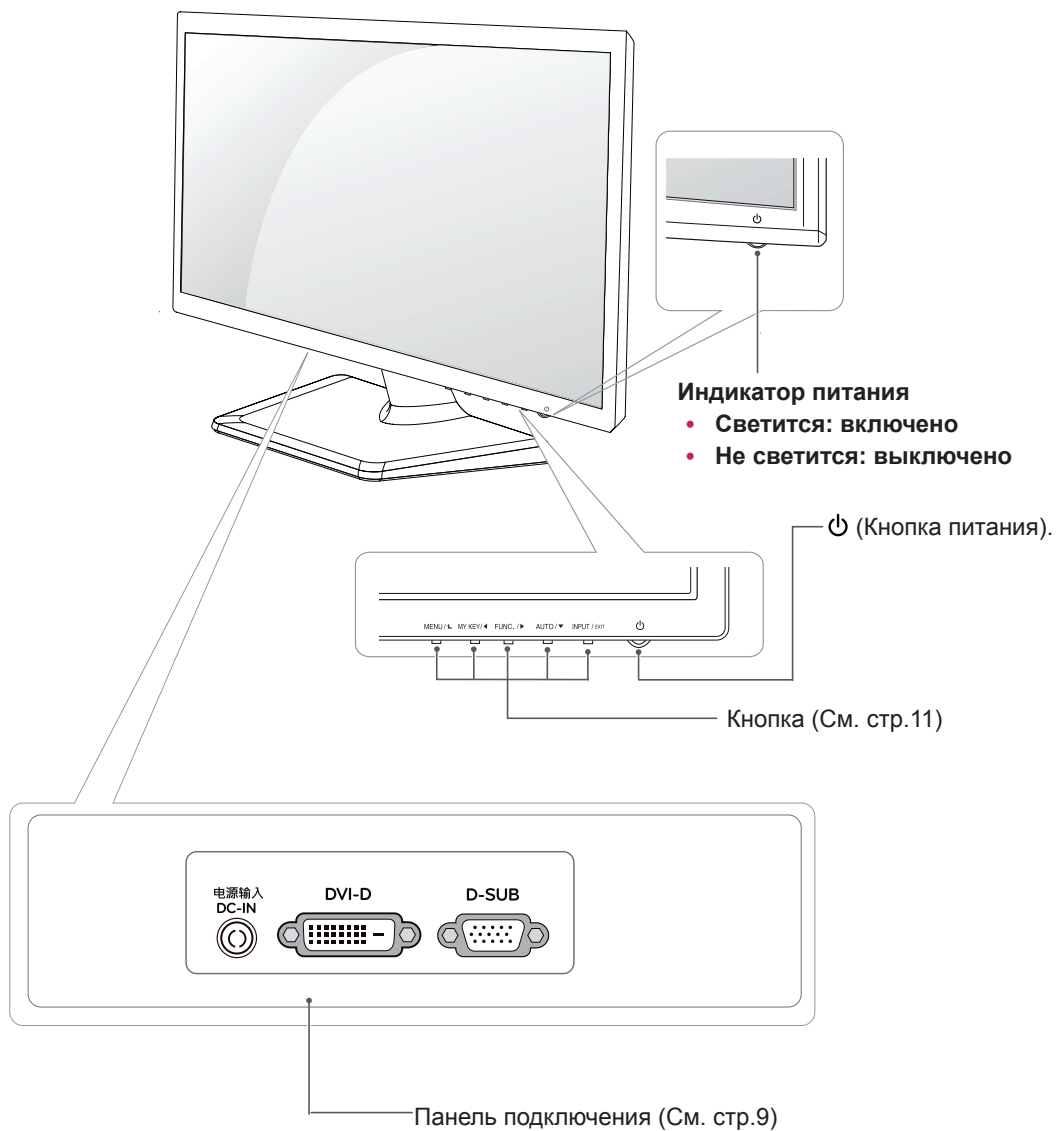 Индикатор питания
• Светится: включено
• Не светится: выключено
(Кнопка питания).
MENU / MY KEY/◀ FUNC. /▶ AUTO/▼ INPUT / EXIT
Кнопка (См. стр.11)
电源输入
DC-IN
DVI-D
D-SUB
Панель подключения (См. стр.9)